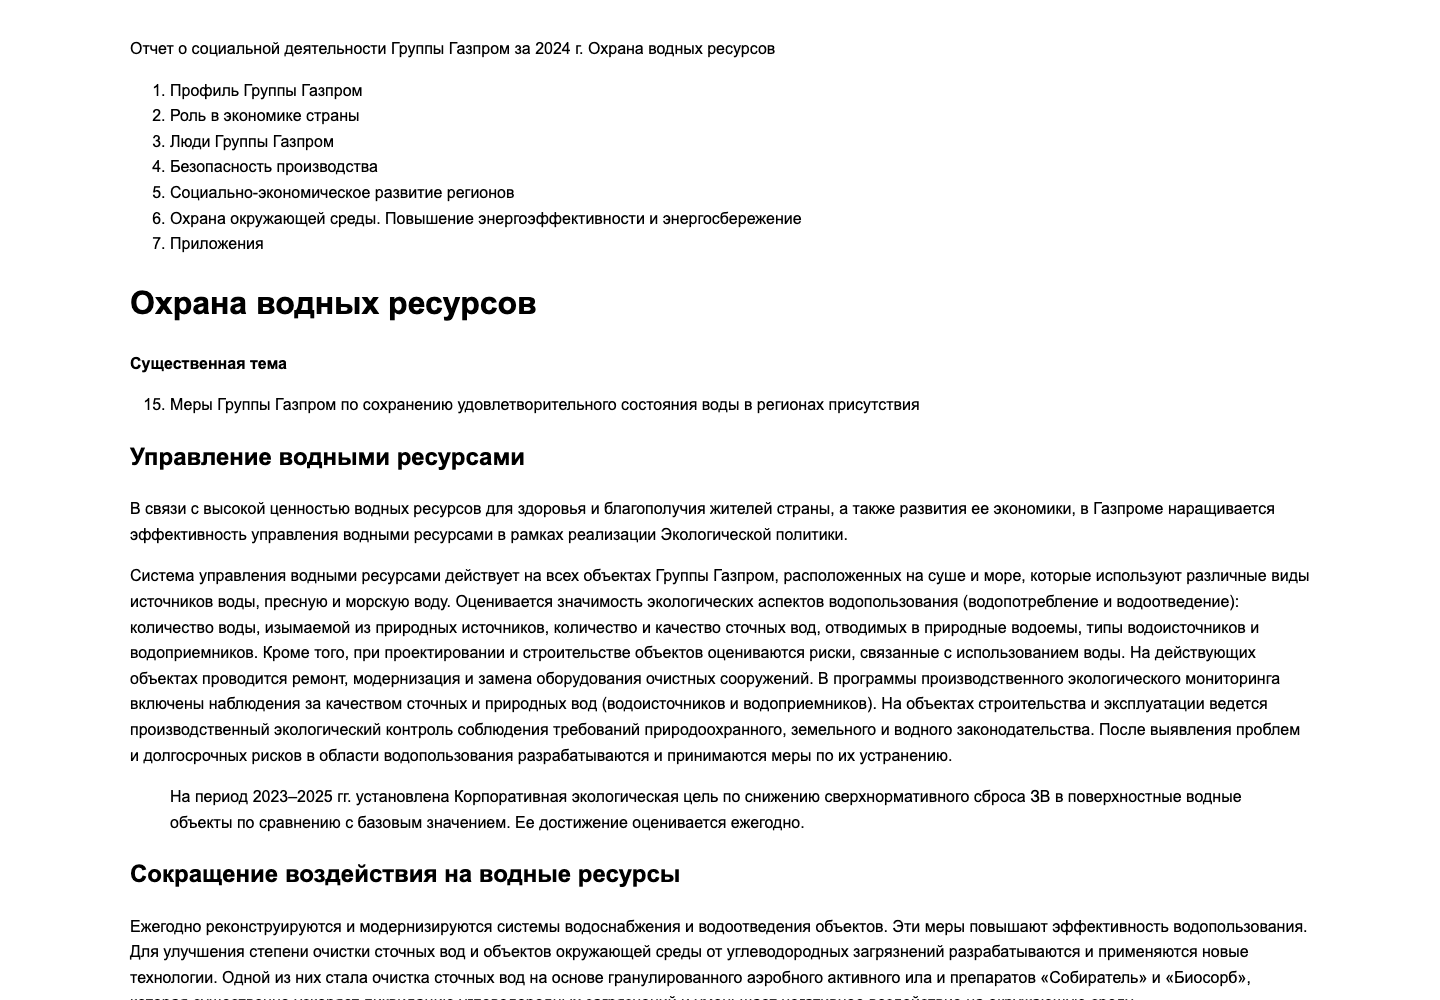 Отчет о социальной деятельности Группы Газпром за 2024 г. Охрана водных ресурсов
1. Профиль Группы Газпром
2. Роль в экономике страны
3. Люди Группы Газпром
4. Безопасность производства
5. Социально-экономическое развитие регионов
6. Охрана окружающей среды. Повышение энергоэффективности и энергосбережение
7. Приложения
Охрана водных ресурсов
Существенная тема
15. Меры Группы Газпром по сохранению удовлетворительного состояния воды в регионах присутствия
Управление водными ресурсами
В связи с высокой ценностью водных ресурсов для здоровья и благополучия жителей страны, а также развития ее экономики, в Газпроме наращивается
эффективность управления водными ресурсами в рамках реализации Экологической политики.
Система управления водными ресурсами действует на всех объектах Группы Газпром, расположенных на суше и море, которые используют различные виды
источников воды, пресную и морскую воду. Оценивается значимость экологических аспектов водопользования (водопотребление и водоотведение):
количество воды, изымаемой из природных источников, количество и качество сточных вод, отводимых в природные водоемы, типы водоисточников и
водоприемников. Кроме того, при проектировании и строительстве объектов оцениваются риски, связанные с использованием воды. На действующих
объектах проводится ремонт, модернизация и замена оборудования очистных сооружений. В программы производственного экологического мониторинга
включены наблюдения за качеством сточных и природных вод (водоисточников и водоприемников). На объектах строительства и эксплуатации ведется
производственный экологический контроль соблюдения требований природоохранного, земельного и водного законодательства. После выявления проблем
и долгосрочных рисков в области водопользования разрабатываются и принимаются меры по их устранению.
На период 2023–2025 гг. установлена Корпоративная экологическая цель по снижению сверхнормативного сброса ЗВ в поверхностные водные
объекты по сравнению с базовым значением. Ее достижение оценивается ежегодно.
Сокращение воздействия на водные ресурсы
Ежегодно реконструируются и модернизируются системы водоснабжения и водоотведения объектов. Эти меры повышают эффективность водопользования.
Для улучшения степени очистки сточных вод и объектов окружающей среды от углеводородных загрязнений разрабатываются и применяются новые
технологии. Одной из них стала очистка сточных вод на основе гранулированного аэробного активного ила и препаратов «Собиратель» и «Биосорб»,